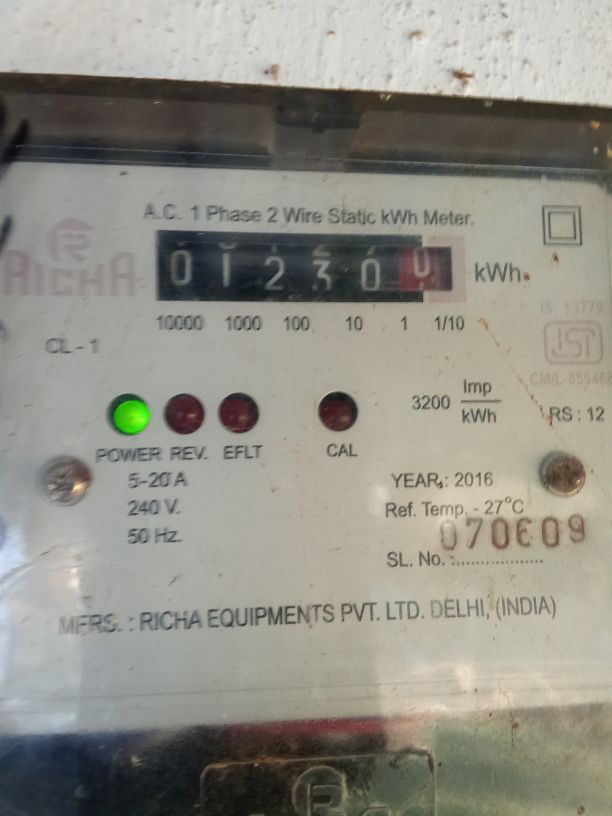 A.C. 1 Phase 2 Wire Static kWh Meter.
RICHA
0 1 2 3 0 0 kWh.
10000 1000 100 10 1 1/10
IS 13779
ISI
CL - 1
3200 Imp/kWh
RS : 12
POWER REV. EFLT CAL
5-20 A
240 V.
50 Hz.
YEAR : 2016
Ref. Temp. - 27°C
070609
SL. No. :..................
MFRS. : RICHA EQUIPMENTS PVT. LTD. DELHI, (INDIA)